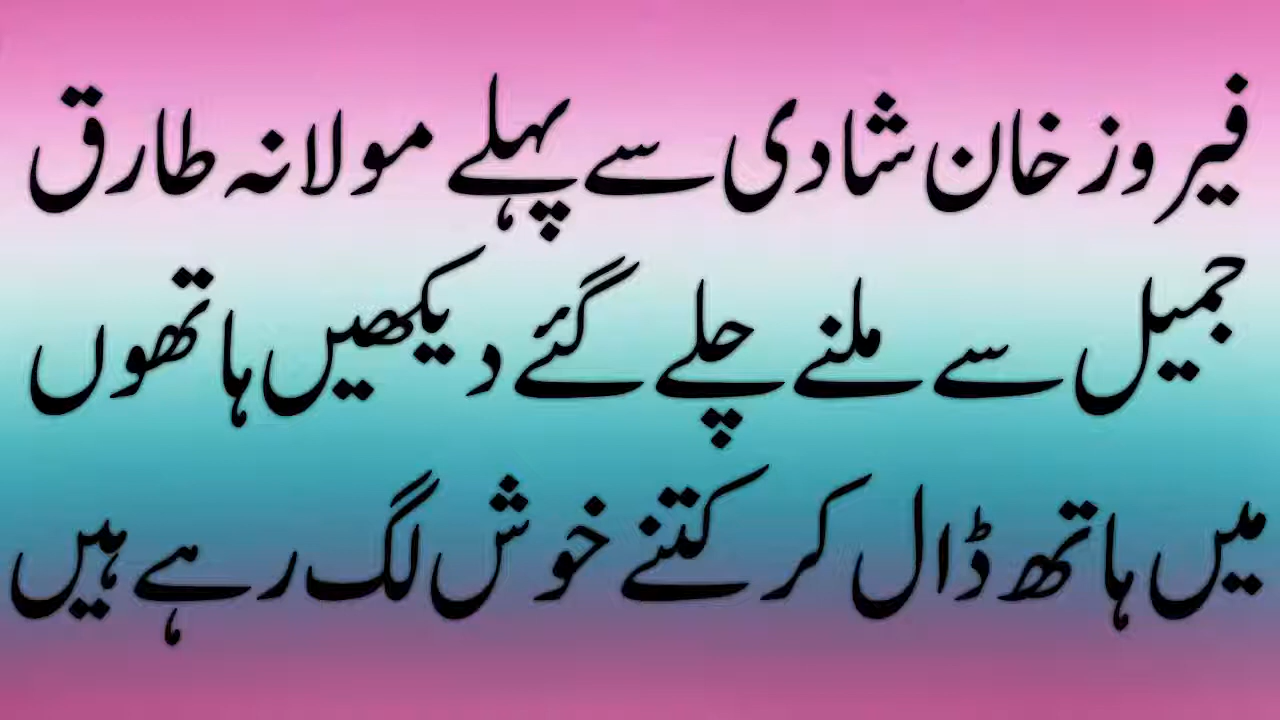 فیروز خان شادی سے پہلے مولانہ طارق
جمیل سے ملنے چلے گئے دیکھیں ہاتھوں
میں ہاتھ ڈال کر کتنے خوش لگ رہے ہیں